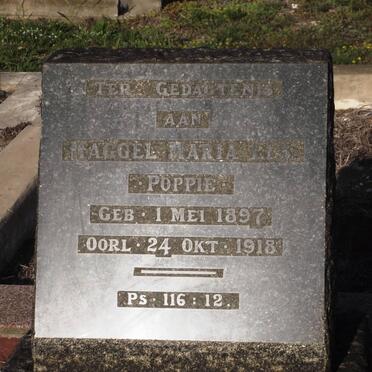 TER GEDAGTENIS
AAN
MARIA
POPPIE
GEB · 1 MEI 1897
OORL · 24 OKT · 1918
PS · 116 : 12.